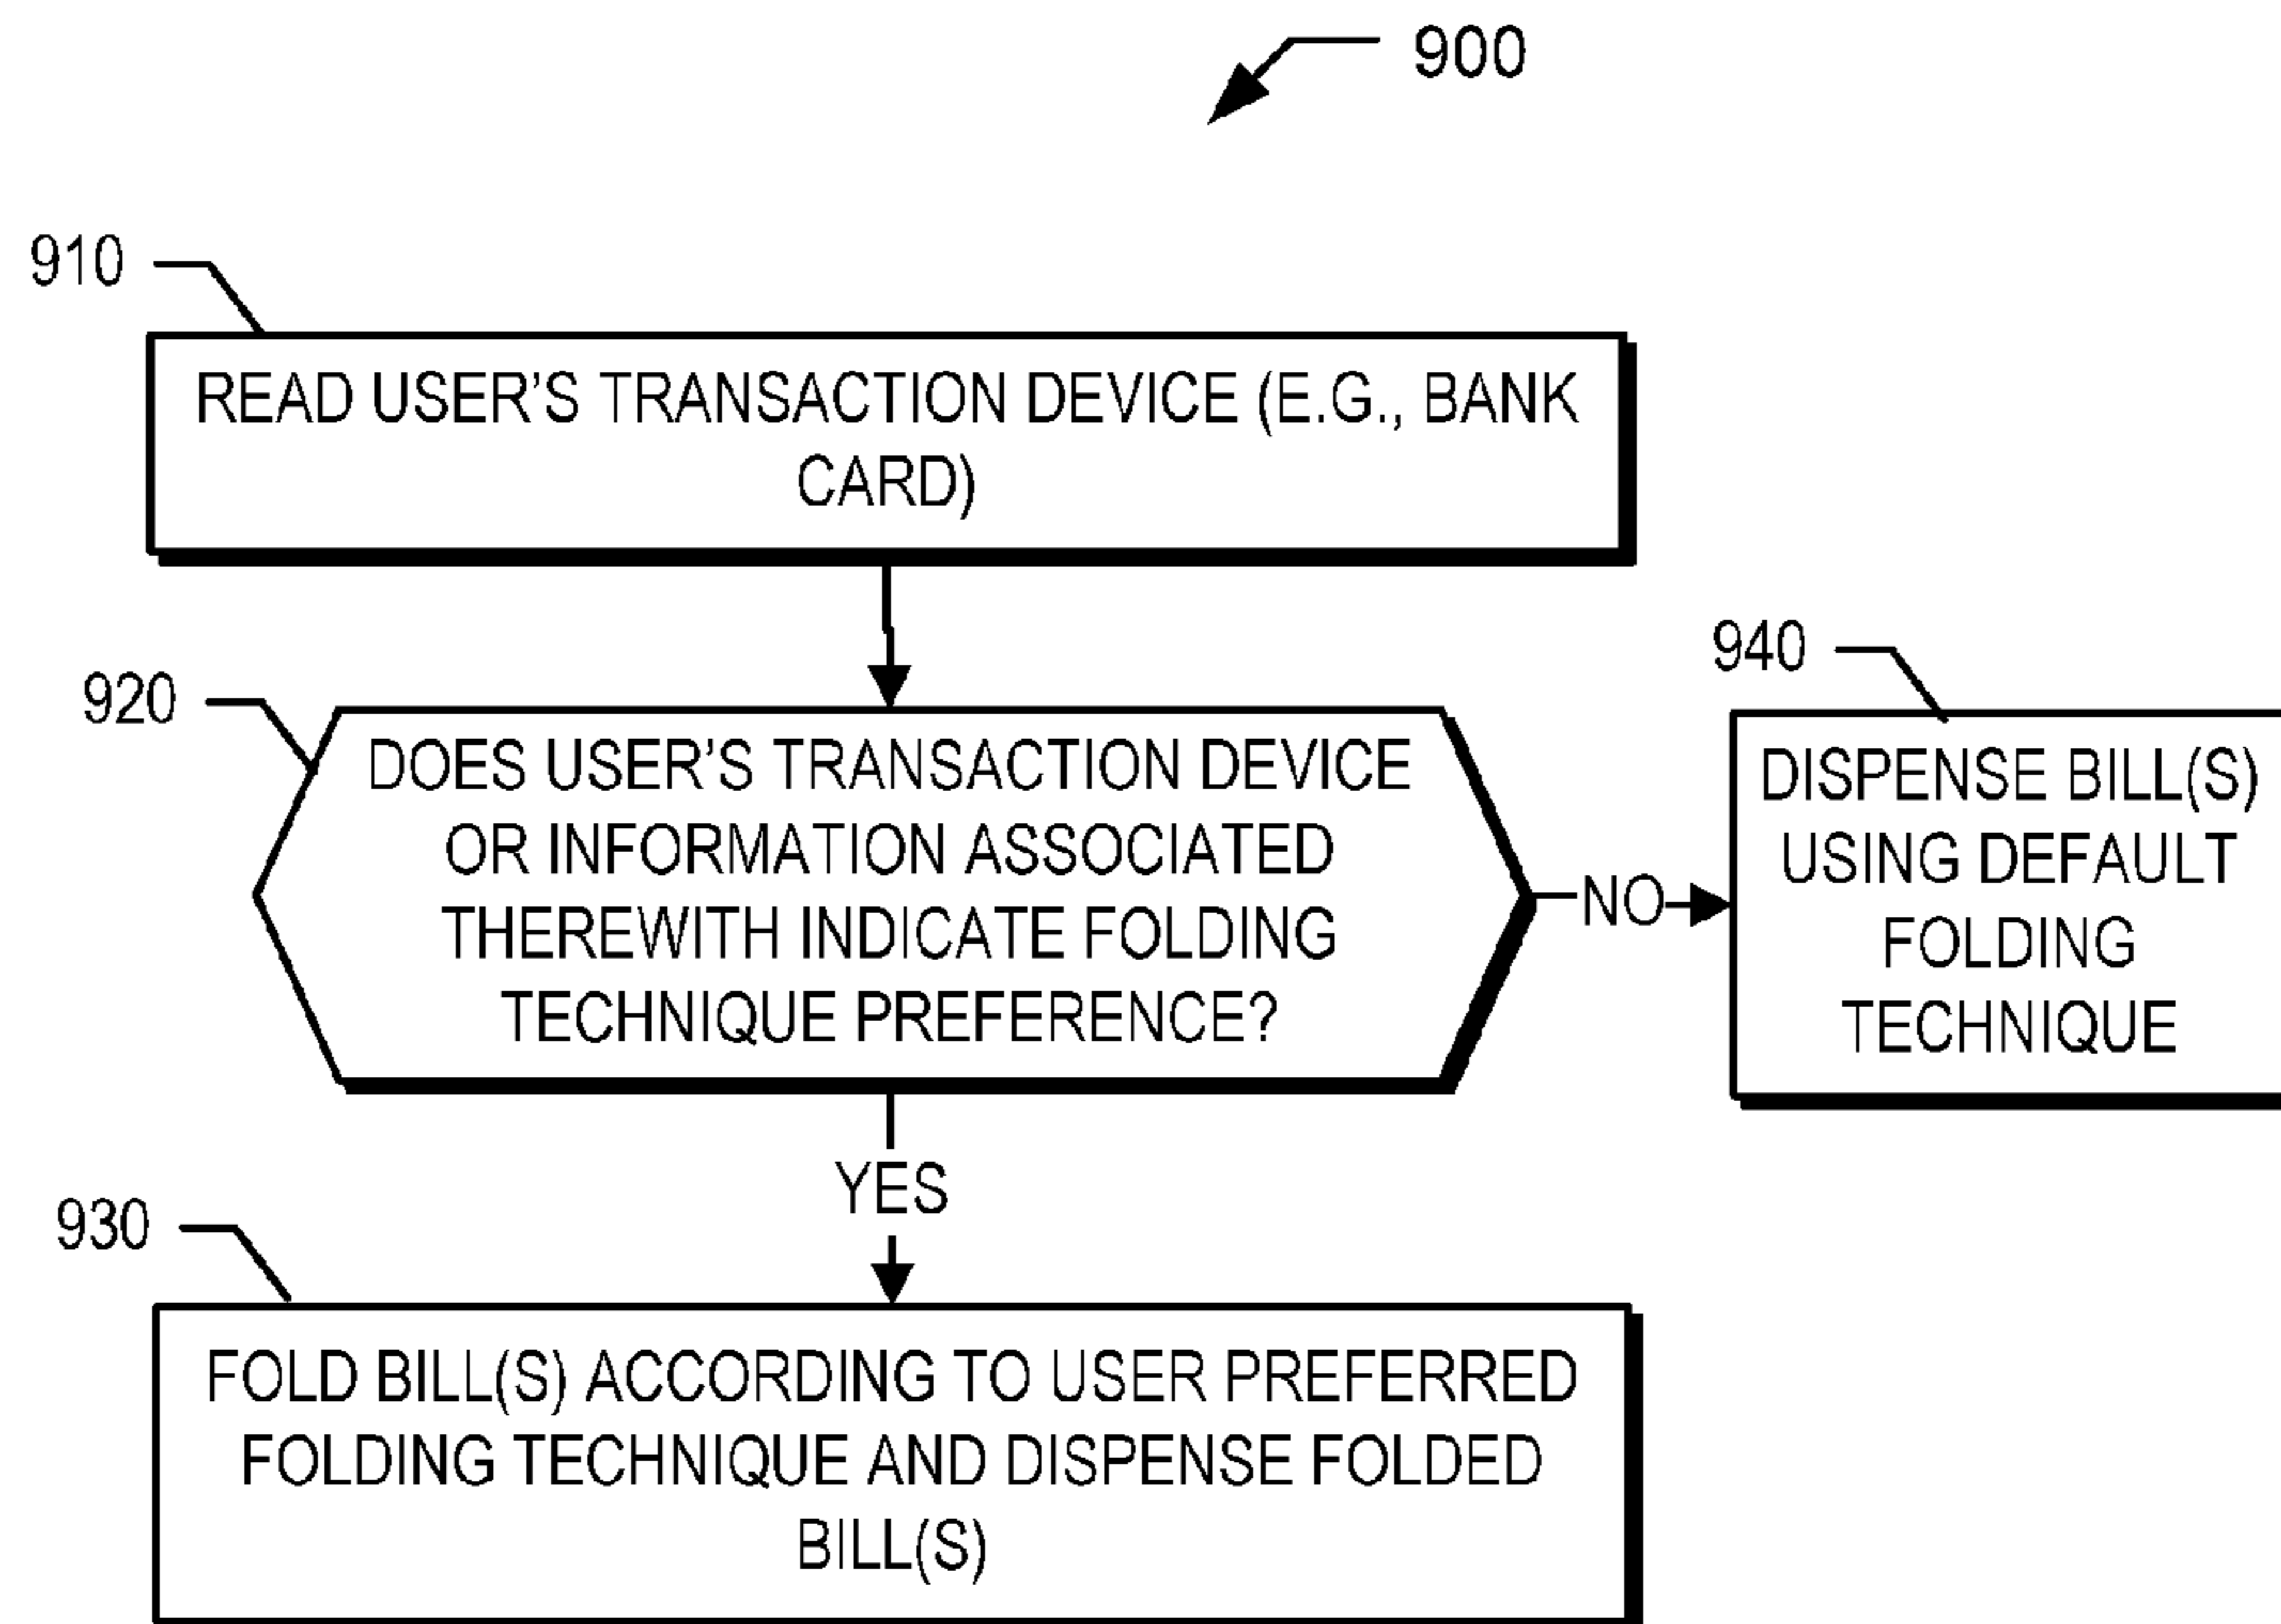 900
910
READ USER'S TRANSACTION DEVICE (E.G., BANK
CARD)
920
DOES USER'S TRANSACTION DEVICE
OR INFORMATION ASSOCIATED
THEREWITH INDICATE FOLDING
TECHNIQUE PREFERENCE?
NO
940
DISPENSE BILL(S)
USING DEFAULT
FOLDING
TECHNIQUE
YES
930
FOLD BILL(S) ACCORDING TO USER PREFERRED
FOLDING TECHNIQUE AND DISPENSE FOLDED
BILL(S)